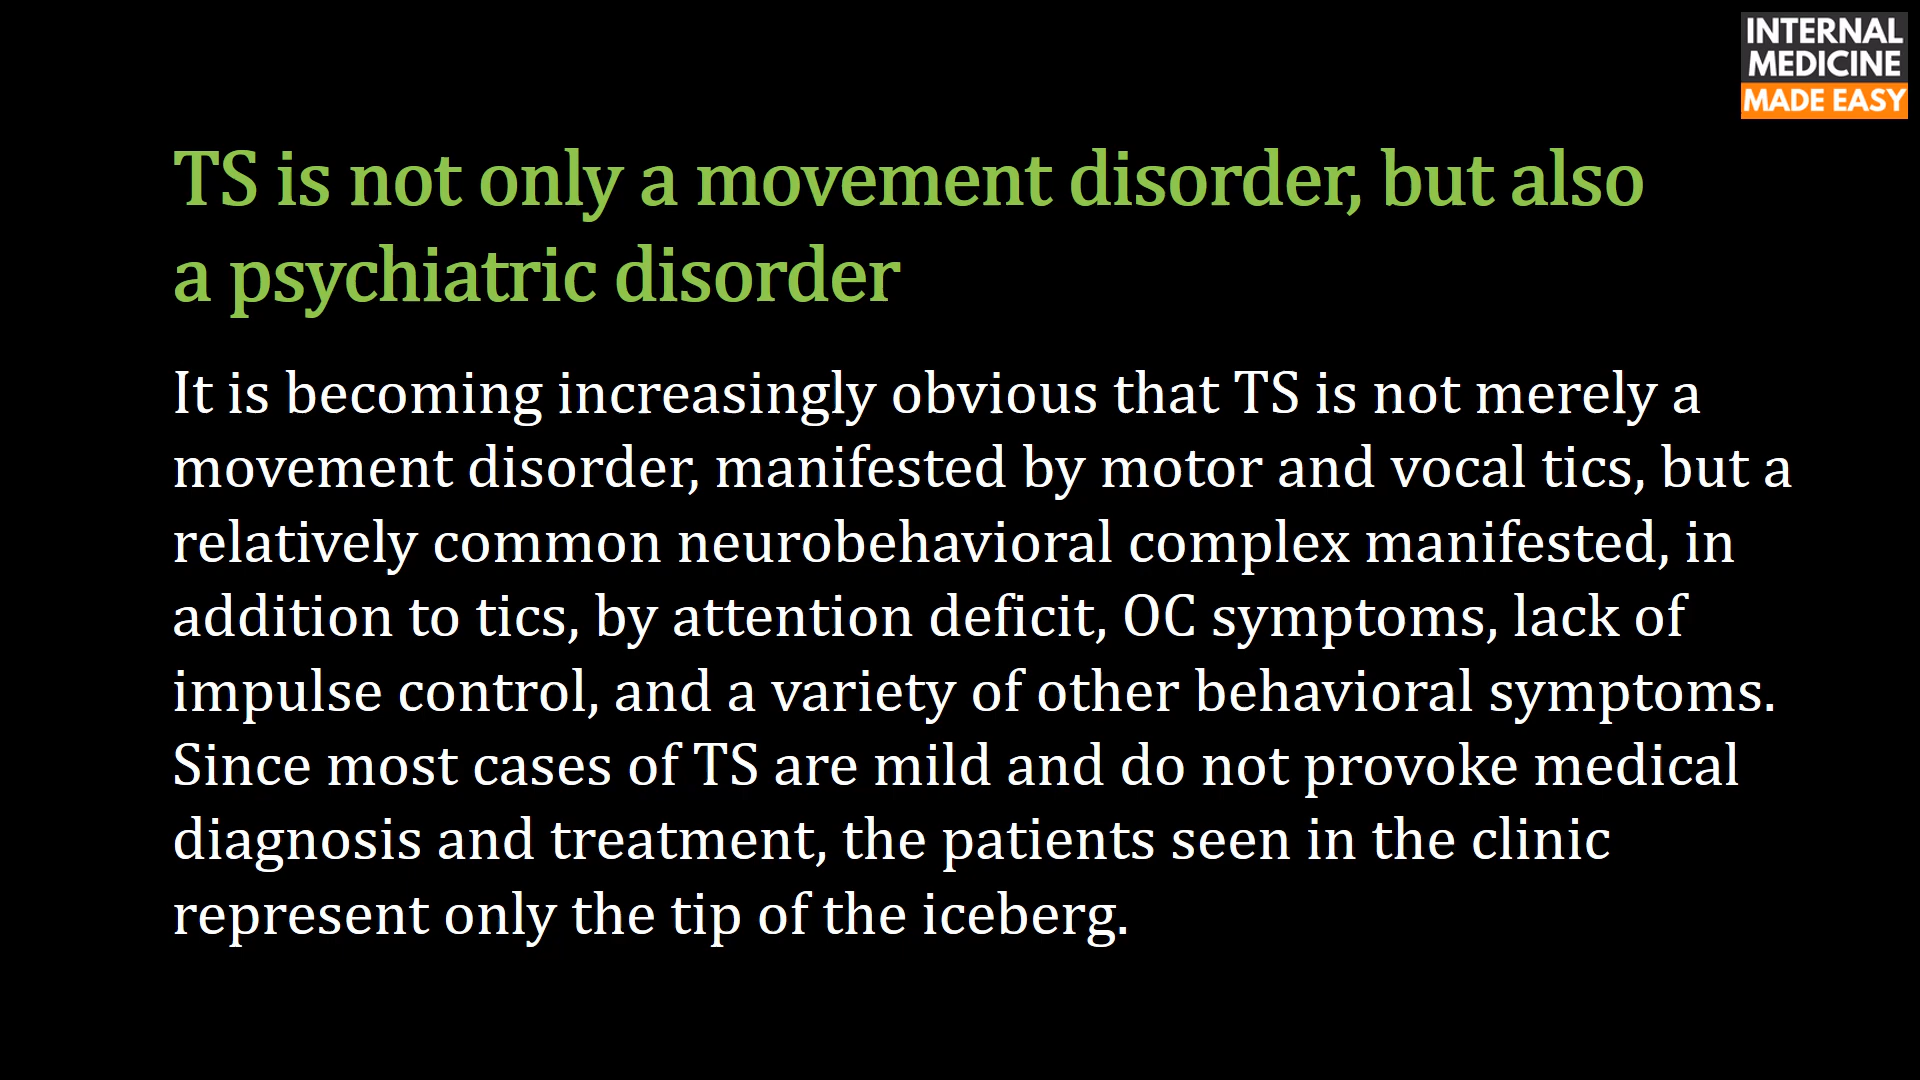 INTERNAL
MEDICINE
MADE EASY
TS is not only a movement disorder, but also
a psychiatric disorder
It is becoming increasingly obvious that TS is not merely a
movement disorder, manifested by motor and vocal tics, but a
relatively common neurobehavioral complex manifested, in
addition to tics, by attention deficit, OC symptoms, lack of
impulse control, and a variety of other behavioral symptoms.
Since most cases of TS are mild and do not provoke medical
diagnosis and treatment, the patients seen in the clinic
represent only the tip of the iceberg.